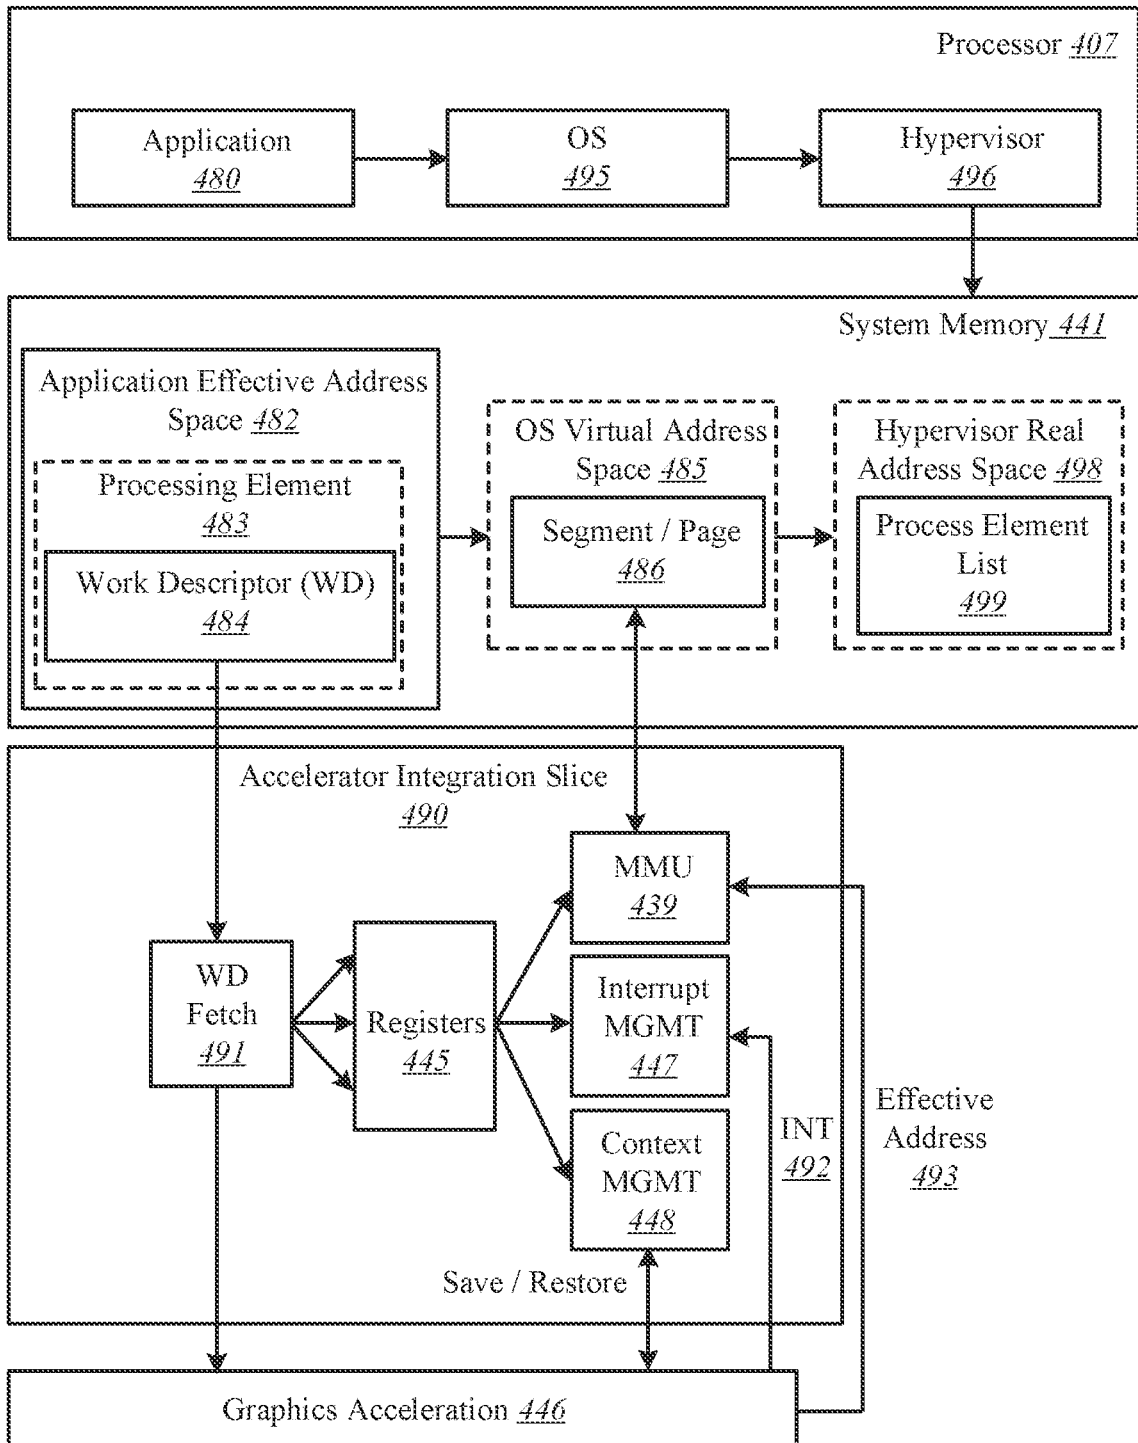 Processor 407
Application
480
OS
495
Hypervisor
496
System Memory 441
Application Effective Address
Space 482
Processing Element
483
Work Descriptor (WD)
484
OS Virtual Address
Space 485
Segment / Page
486
Hypervisor Real
Address Space 498
Process Element
List
499
Accelerator Integration Slice
490
MMU
439
WD
Fetch
491
Registers
445
Interrupt
MGMT
447
Context
MGMT
448
INT
492
Effective
Address
493
Save / Restore
Graphics Acceleration 446